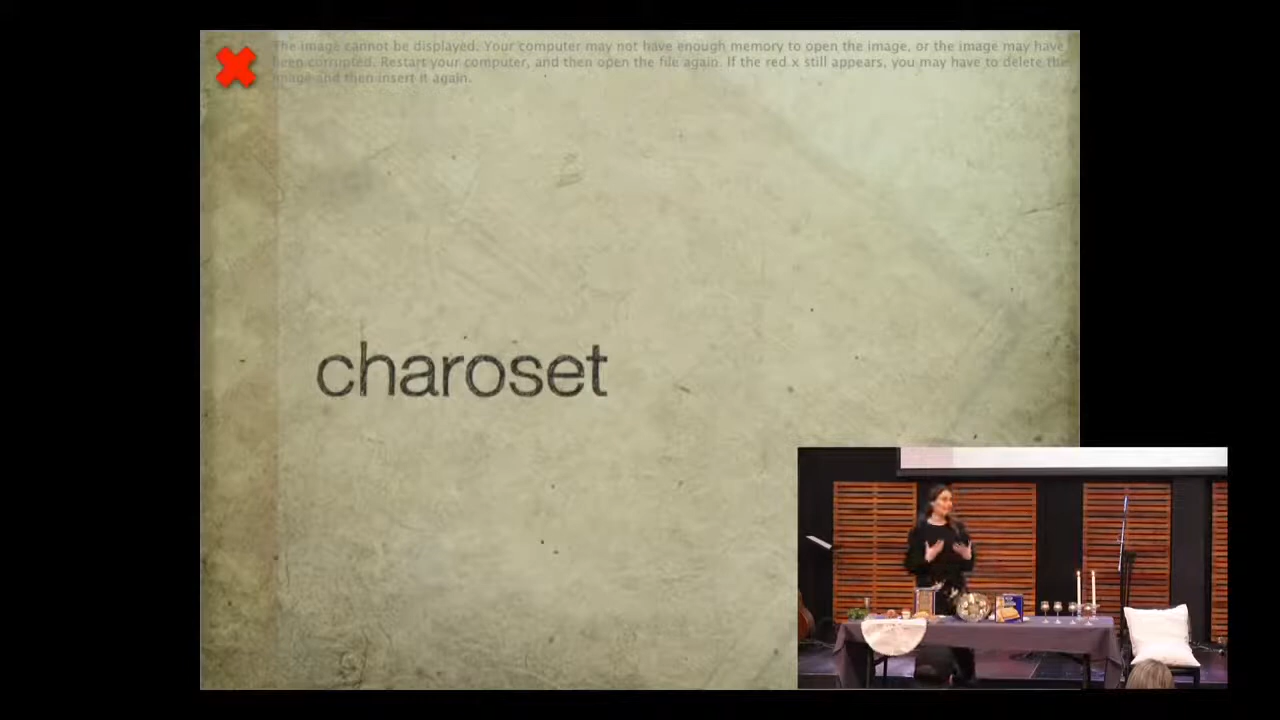 The image cannot be displayed. Your computer may not have enough memory to open the image, or the image may have
been corrupted. Restart your computer, and then open the file again. If the red x still appears, you may have to delete the
image and then insert it again.
charoset